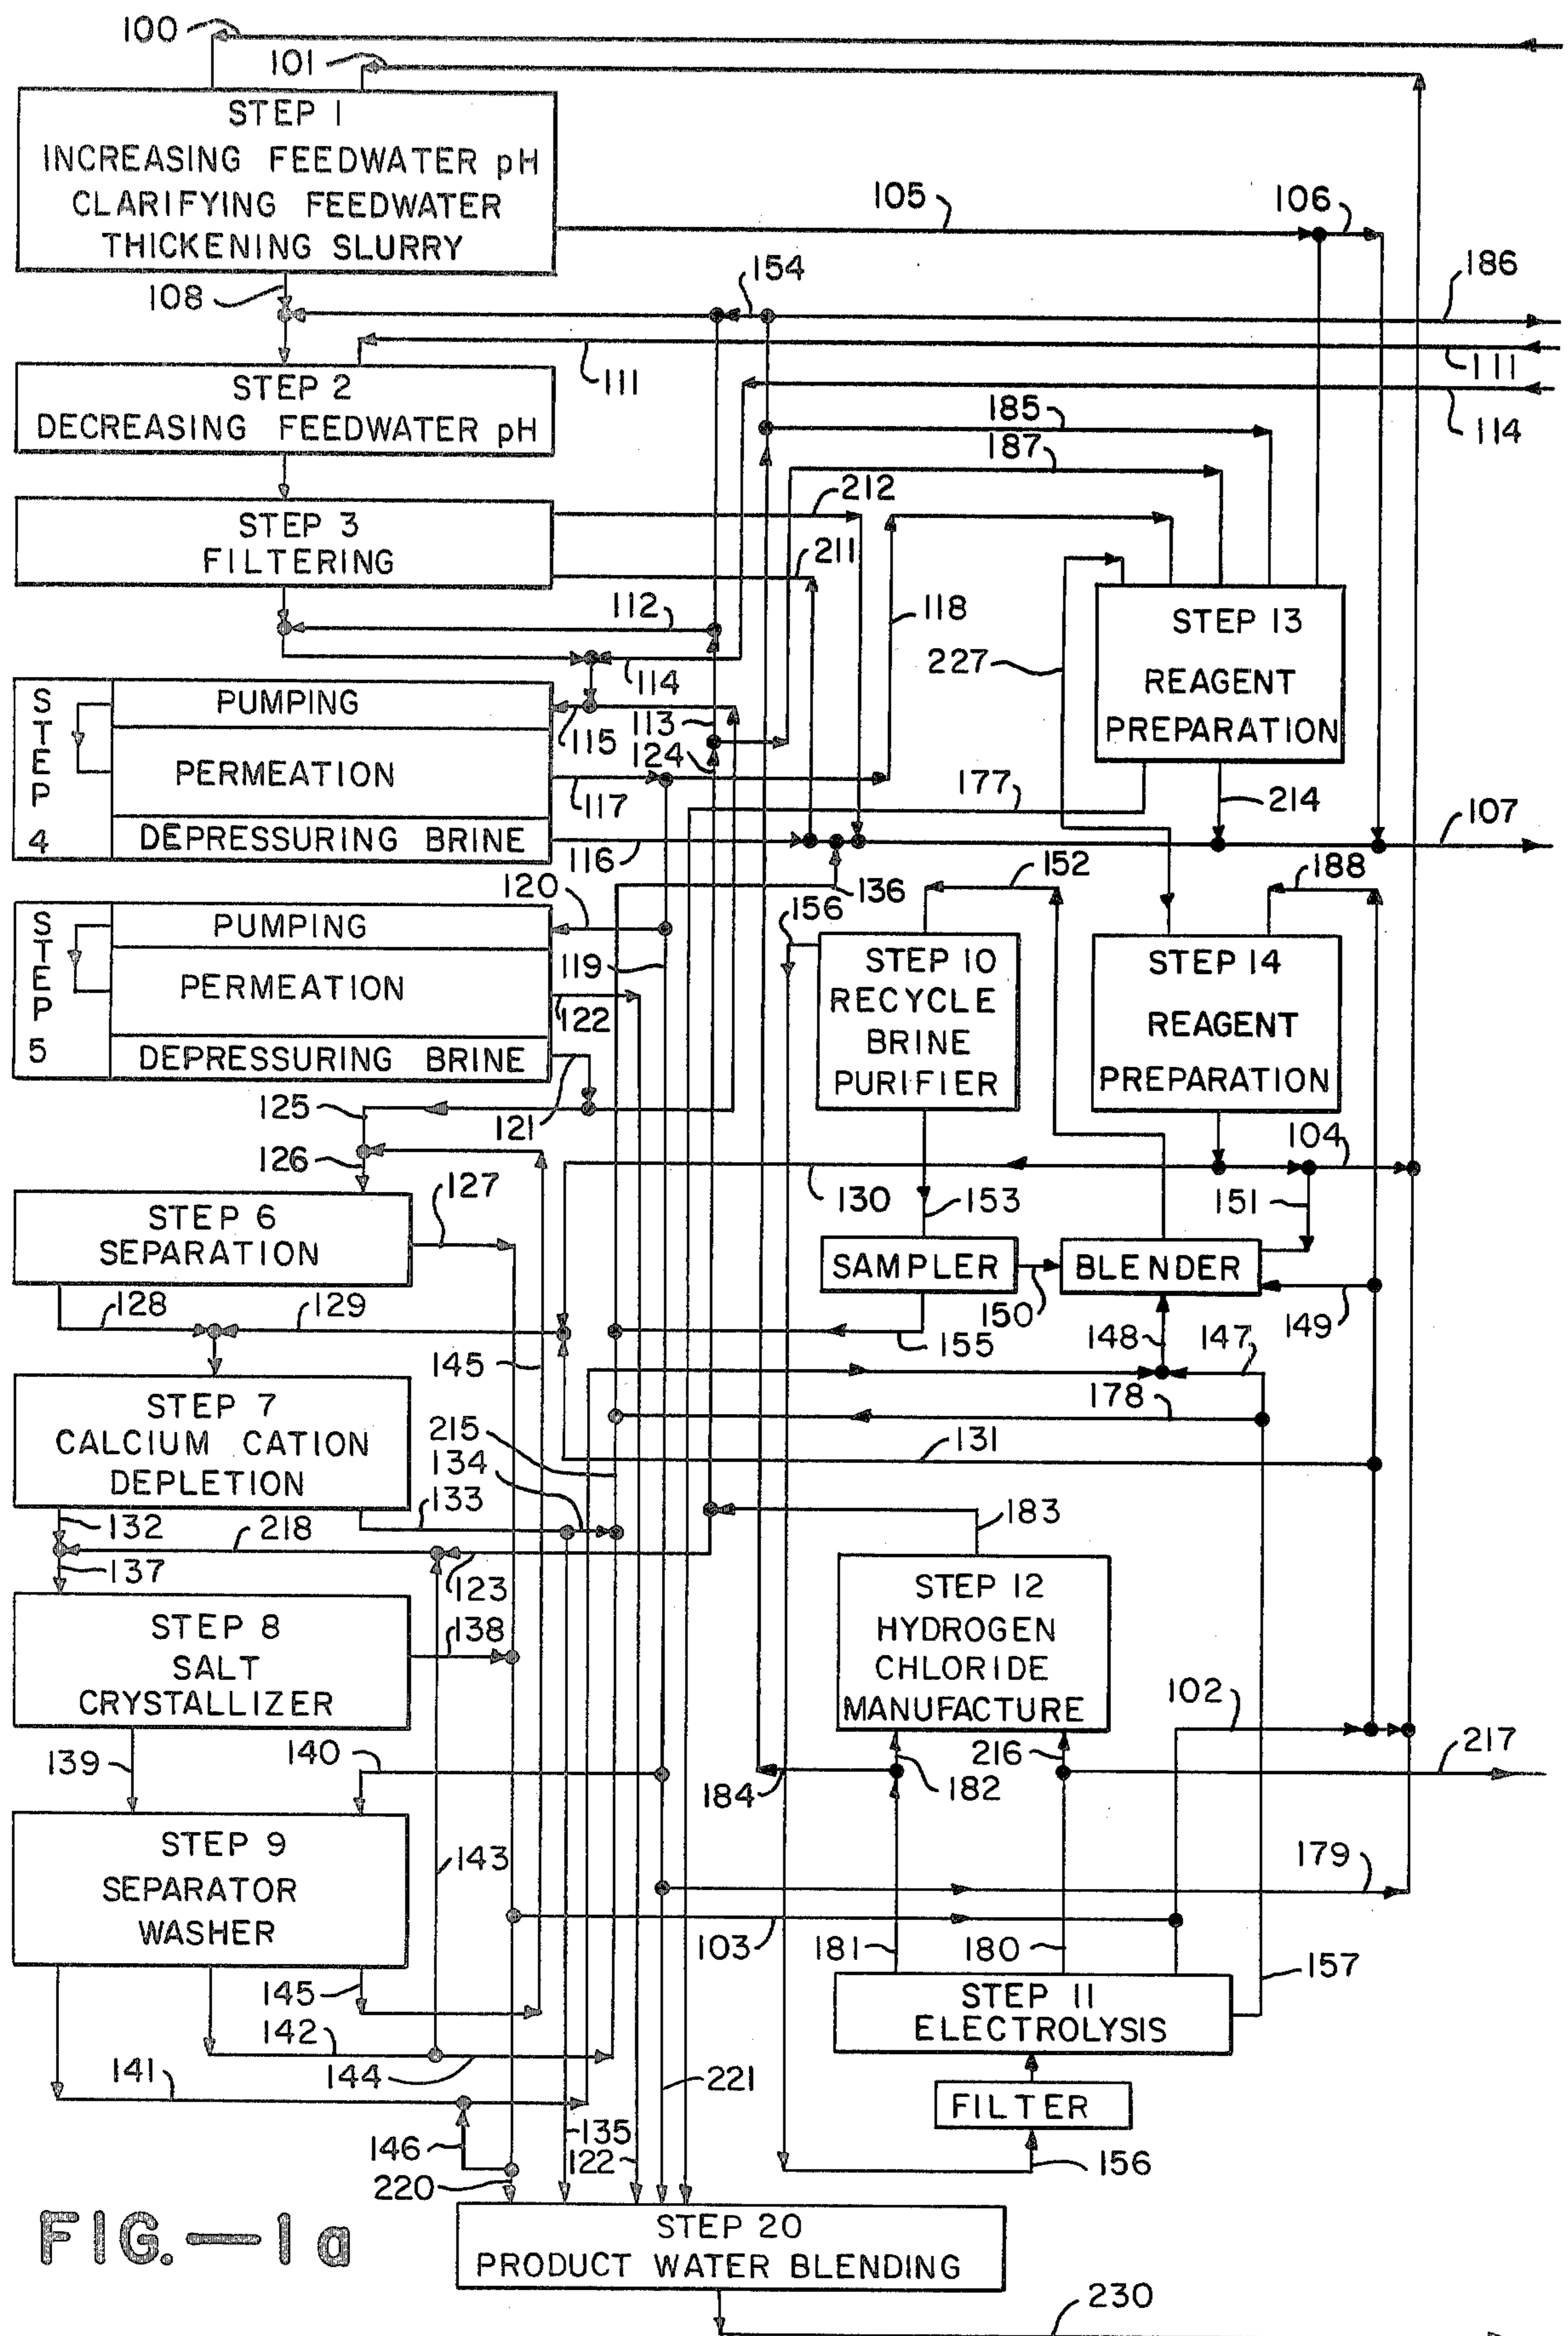 100
101
STEP 1
INCREASING FEEDWATER pH
CLARIFYING FEEDWATER
THICKENING SLURRY
105
106
108
154
186
111
111
STEP 2
DECREASING FEEDWATER pH
185
114
187
212
STEP 3
FILTERING
211
112
118
STEP 13
REAGENT
PREPARATION
227
114
STEP 4
PUMPING
PERMEATION
DEPRESSURING BRINE
115
113
124
117
177
214
107
116
136
152
188
120
156
STEP 5
PUMPING
PERMEATION
DEPRESSURING BRINE
119
122
STEP 10
RECYCLE
BRINE
PURIFIER
STEP 14
REAGENT
PREPARATION
125
121
126
104
130
153
151
127
STEP 6
SEPARATION
SAMPLER
150
BLENDER
149
128
129
155
148
147
145
178
STEP 7
CALCIUM CATION
DEPLETION
215
134
133
131
132
218
183
137
123
STEP 8
SALT
CRYSTALLIZER
138
STEP 12
HYDROGEN
CHLORIDE
MANUFACTURE
102
139
140
184
182
216
217
STEP 9
SEPARATOR
WASHER
143
179
103
181
180
157
145
STEP 11
ELECTROLYSIS
142
144
141
221
FILTER
146
135
122
156
220
FIG.—1a
STEP 20
PRODUCT WATER BLENDING
230